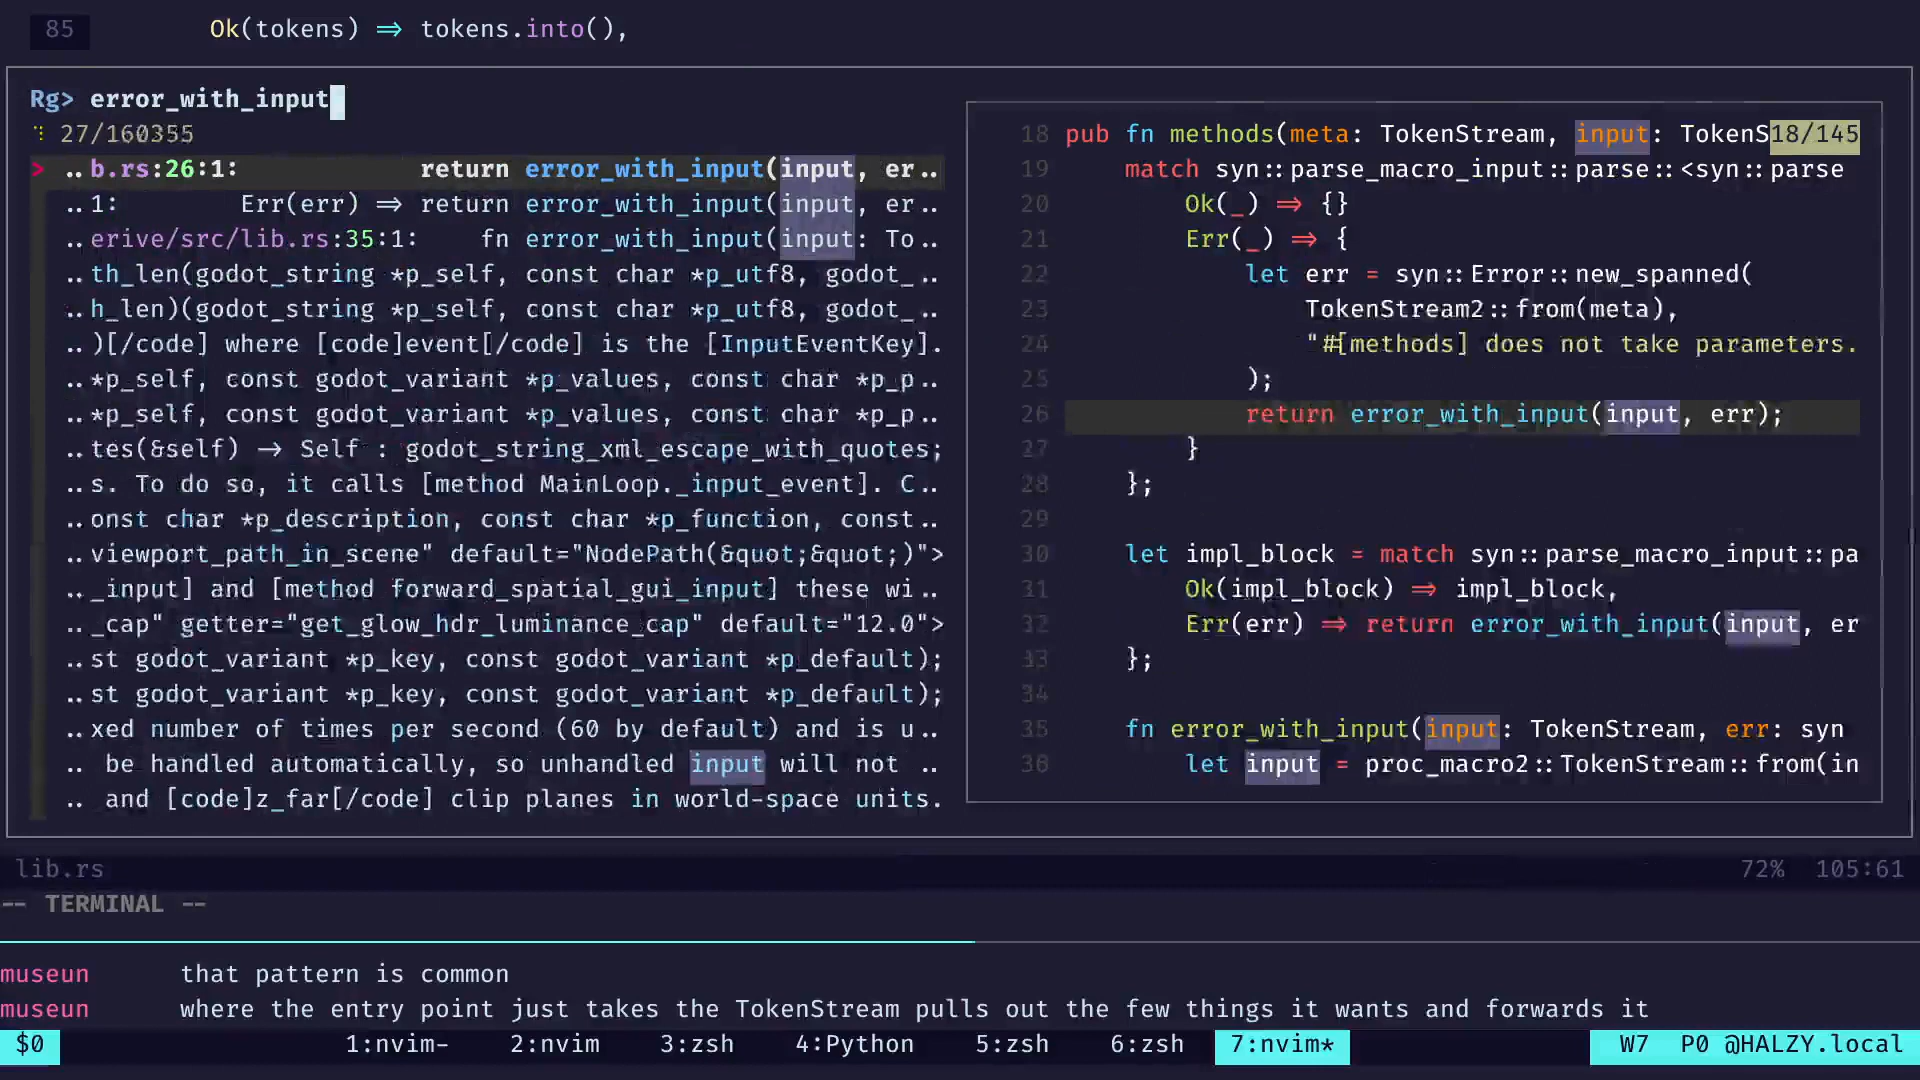 85        Ok(tokens) => tokens.into(),
Rg> error_with_input
27/160355
> ..b.rs:26:1:            return error_with_input(input, er..
..1:        Err(err) => return error_with_input(input, er..
..erive/src/lib.rs:35:1:    fn error_with_input(input: To..
..th_len(godot_string *p_self, const char *p_utf8, godot_..
..h_len)(godot_string *p_self, const char *p_utf8, godot_..
..)[/code] where [code]event[/code] is the [InputEventKey].
..*p_self, const godot_variant *p_values, const char *p_p..
..*p_self, const godot_variant *p_values, const char *p_p..
..tes(&self) -> Self : godot_string_xml_escape_with_quotes;
..s. To do so, it calls [method MainLoop._input_event]. C..
..onst char *p_description, const char *p_function, const..
..viewport_path_in_scene" default="NodePath(&quot;&quot;)">
.._input] and [method forward_spatial_gui_input] these wi..
.._cap" getter="get_glow_hdr_luminance_cap" default="12.0">
..st godot_variant *p_key, const godot_variant *p_default);
..st godot_variant *p_key, const godot_variant *p_default);
..xed number of times per second (60 by default) and is u..
.. be handled automatically, so unhandled input will not ..
.. and [code]z_far[/code] clip planes in world-space units.
18 pub fn methods(meta: TokenStream, input: TokenS18/145
19     match syn::parse_macro_input::parse::<syn::parse
20         Ok(_) => {}
21         Err(_) => {
22             let err = syn::Error::new_spanned(
23                 TokenStream2::from(meta),
24                 "#[methods] does not take parameters.
25             );
26             return error_with_input(input, err);
27         }
28     };
29
30     let impl_block = match syn::parse_macro_input::pa
31         Ok(impl_block) => impl_block,
32         Err(err) => return error_with_input(input, er
33     };
34
35     fn error_with_input(input: TokenStream, err: syn
36         let input = proc_macro2::TokenStream::from(in
lib.rs 72% 105:61
-- TERMINAL --
museun      that pattern is common
museun      where the entry point just takes the TokenStream pulls out the few things it wants and forwards it
$0 1:nvim- 2:nvim 3:zsh 4:Python 5:zsh 6:zsh 7:nvim* W7 P0 @HALZY.local